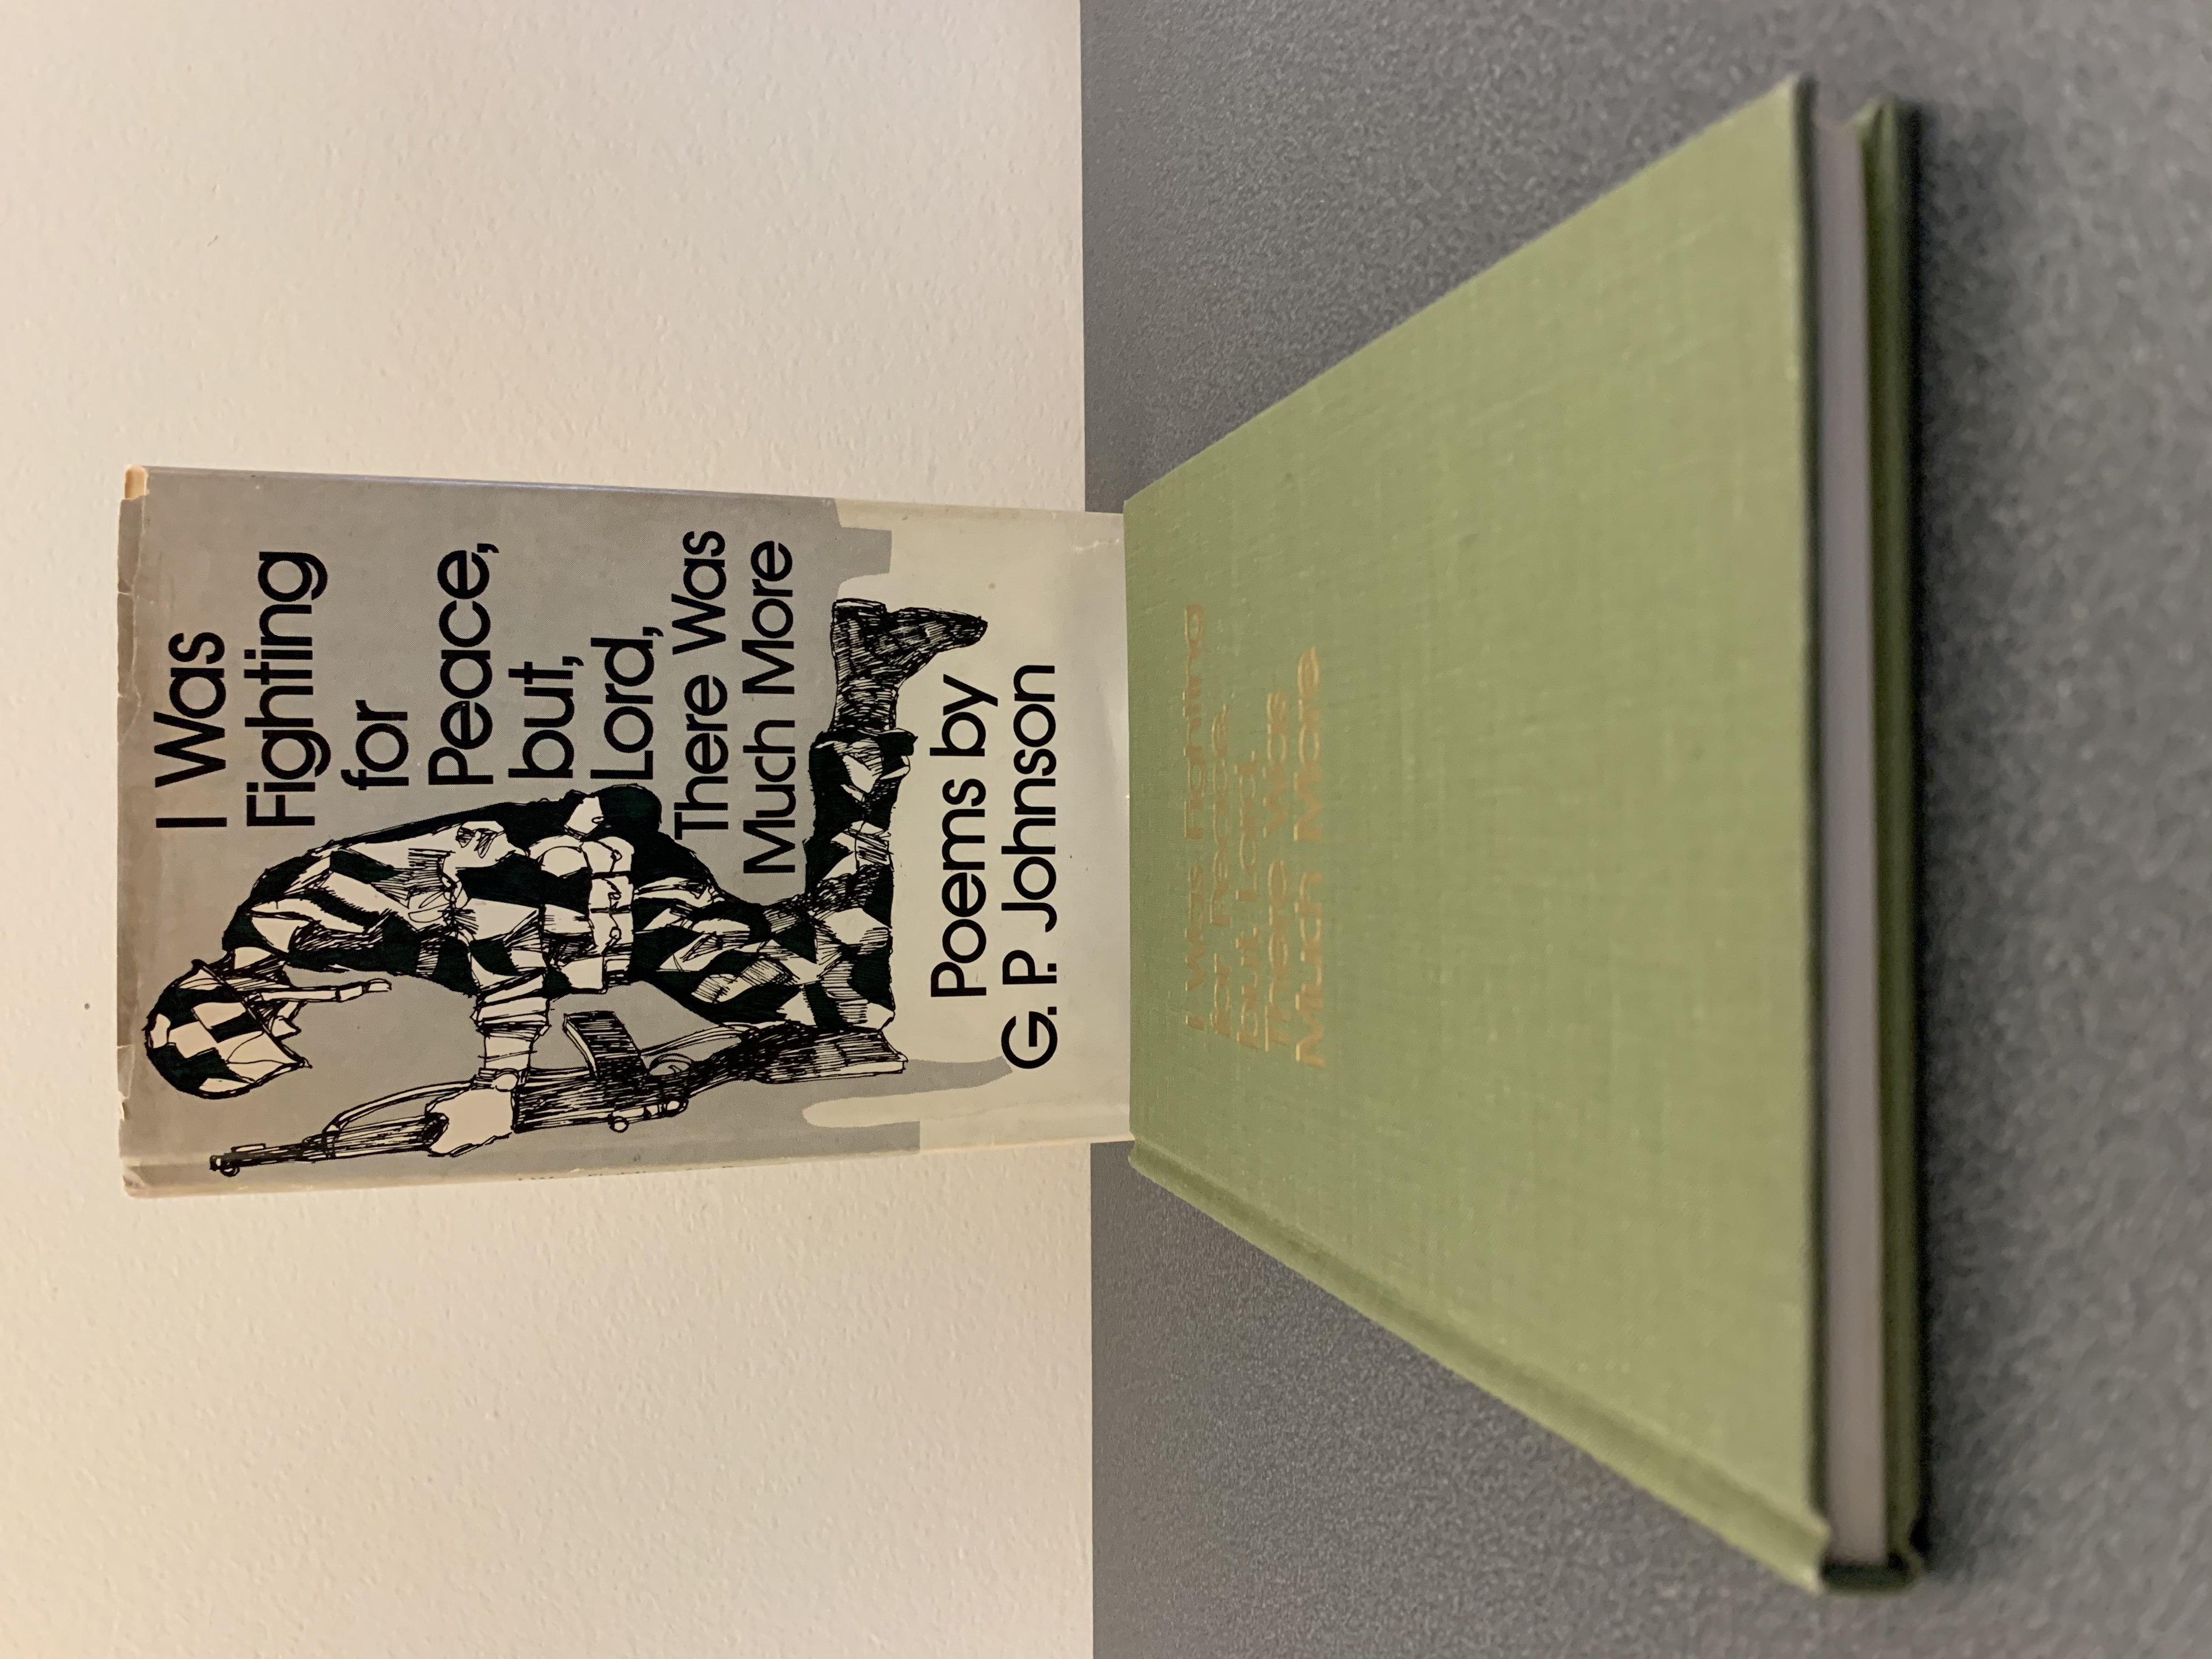 I Was
Fighting
for
Peace,
but,
Lord,
There Was
Much More
Poems by
G. P. Johnson
I Was Fighting
for Peace,
but, Lord,
There Was
Much More